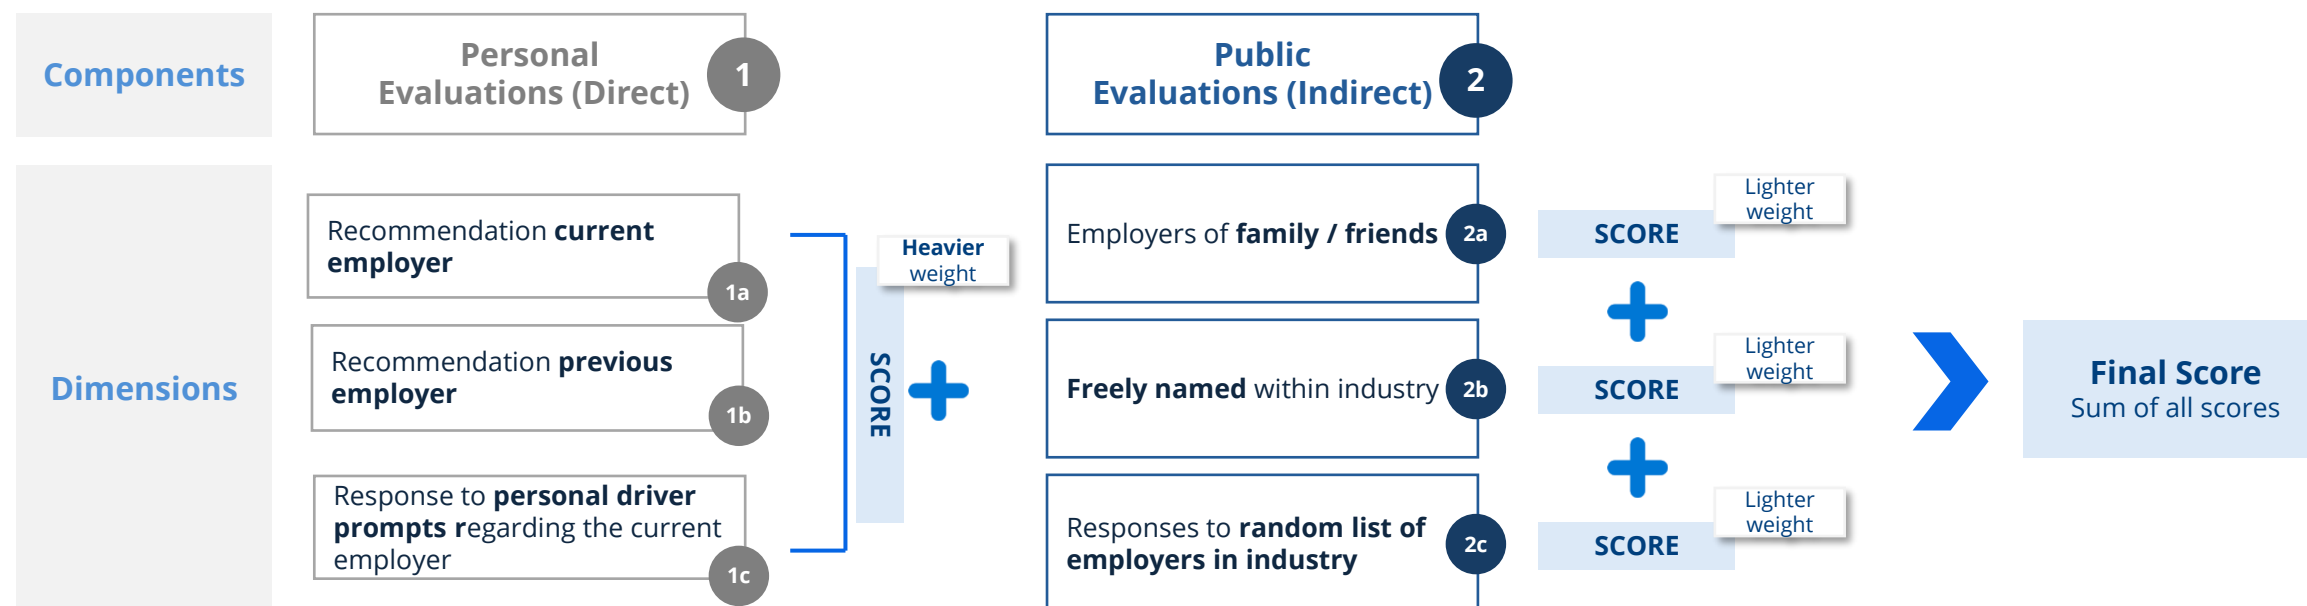 Components
Personal
Evaluations (Direct)
1
Public
Evaluations (Indirect)
2
Dimensions
Recommendation current
employer
1a
Recommendation previous
employer
1b
Response to personal driver
prompts regarding the current
employer
1c
SCORE
Heavier
weight
Employers of family / friends
2a
SCORE
Lighter
weight
Freely named within industry
2b
SCORE
Lighter
weight
Responses to random list of
employers in industry
2c
SCORE
Lighter
weight
Final Score
Sum of all scores